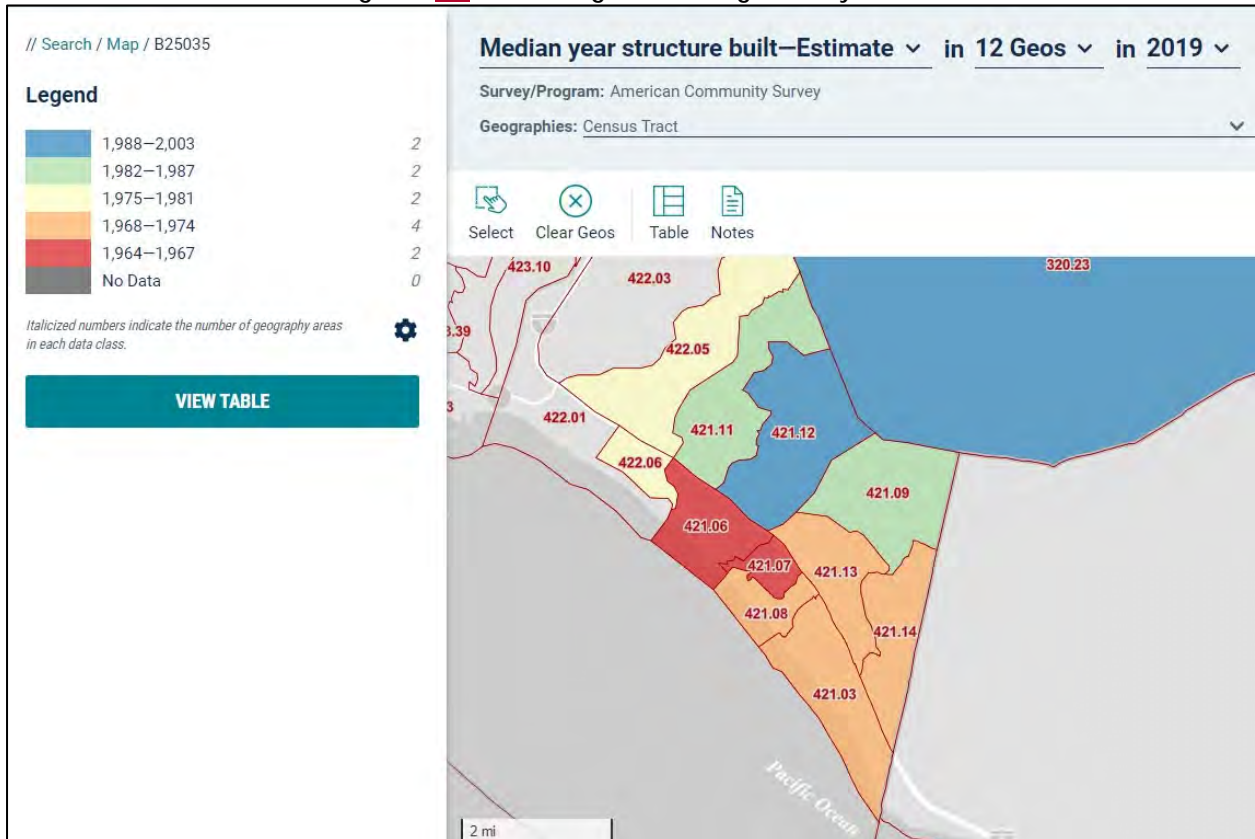 // Search / Map / B25035
Legend
1,988–2,003 2
1,982–1,987 2
1,975–1,981 2
1,968–1,974 4
1,964–1,967 2
No Data 0
Italicized numbers indicate the number of geography areas
in each data class.
VIEW TABLE
Median year structure built—Estimate in 12 Geos in 2019
Survey/Program: American Community Survey
Geographies: Census Tract
Select Clear Geos Table Notes
423.10
422.03
320.23
3.39
422.05
422.01
3
421.11
421.12
422.06
421.09
421.06
421.07
421.13
421.08
421.14
421.03
Pacific Ocean
2 mi